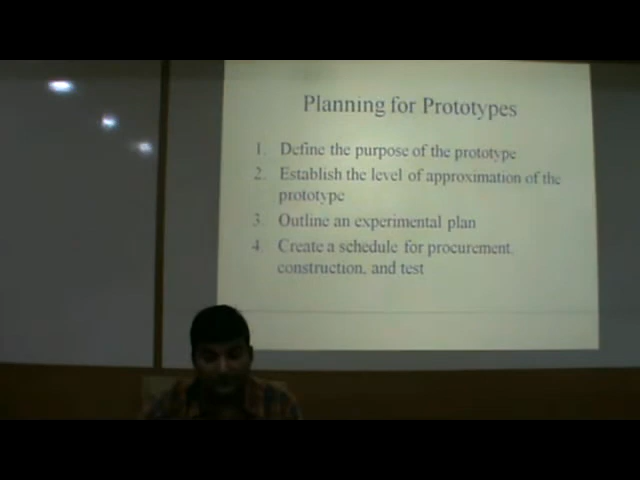 Planning for Prototypes
1. Define the purpose of the prototype
2. Establish the level of approximation of the
prototype
3. Outline an experimental plan
4. Create a schedule for procurement,
construction, and test